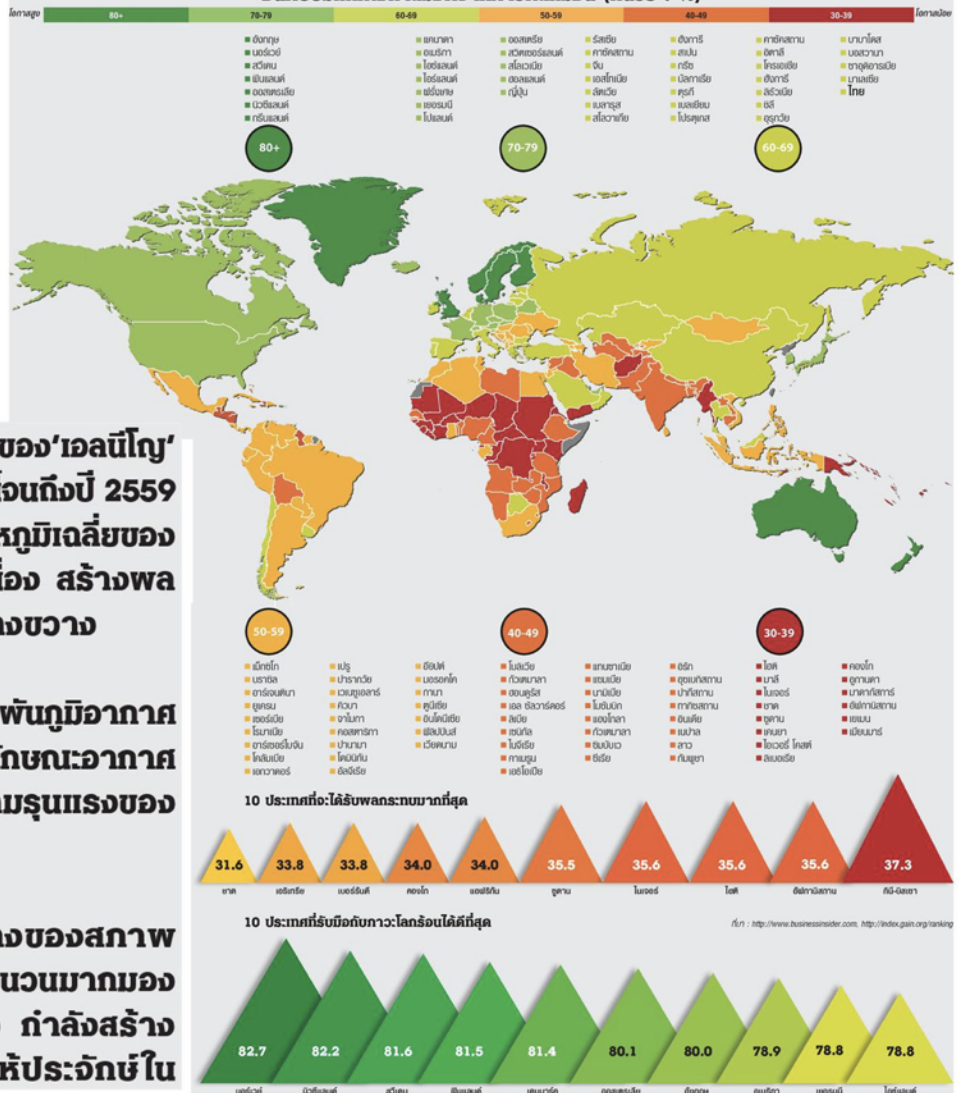 โอกาสสูง 80+ 70-79 60-69 50-59 40-49 30-39 โอกาสน้อย
อังกฤษ
นอร์เวย์
สวีเดน
ฟินแลนด์
ออสเตรเลีย
นิวซีแลนด์
กรีนแลนด์
80+
แคนาดา
อเมริกา
ไอซ์แลนด์
ไอร์แลนด์
ฝรั่งเศษ
เยอรมนี
โปแลนด์
ออสเตรีย
สวิตเซอร์แลนด์
สโลเวเนีย
ฮอลแลนด์
ญี่ปุ่น
70-79
รัสเซีย
คาซัคสถาน
จีน
เอสโทเนีย
ลัตเวีย
เบลารุส
สโลวาเกีย
ฮังการี
สเปน
กรีซ
บัลกาเรีย
ตุรกี
เบลเยียม
โปรตุเกส
คาซัคสถาน
อิตาลี
โครเอเชีย
ฮังการี
ลิธัวเนีย
ชิลี
อุรุกวัย
บาบาโดส
บอสวานา
ซาอุดิอารเบีย
มาเลเซีย
ไทย
60-69
ของ‘เอลนีโญ’
จนถึงปี 2559
หภูมิเฉลี่ยของ
สร้างผล
งขวาง
พันภูมิอากาศ
กษณะอากาศ
มรุนแรงของ
งของสภาพ
นวนมากมอง
กำลังสร้าง
ห้ประจักษ์ใน
50-59
เม็กซิโก
บราซิล
อาร์เจนตินา
ยูเครน
เซอร์เบีย
โรมาเนีย
อาร์เซอร์ไบจัน
โคลัมเบีย
เอกวาดอร์
เปรู
ปารากวัย
เวเนซูเอลาร์
คิวบา
จาไมกา
คอสตาริกา
ปานามา
โดมินิกัน
อัลจีเรีย
อียิปต์
มอรอคโค
กานา
ตูนีเซีย
อินโดนีเซีย
ฟิลิปปินส์
เวียดนาม
40-49
โบลิเวีย
กัวเตมาลา
ฮอนดูรัส
เอล ซัลวาร์ดอร์
ลิเบีย
เซเนกัล
ไนจีเรีย
คาเมรูน
เอธิโอเปีย
แทนซาเนีย
แซมเบีย
นามิเบีย
โมซัมบิก
แองโกลา
กัวเตมาลา
ซิมบับเว
ซีเรีย
อิรัก
อุซเบกิสถาน
ปากีสถาน
ทาทิซสถาน
อินเดีย
เนปาล
ลาว
กัมพูชา
30-39
ไฮติ
มาลี
ไนเจอร์
ชาด
ซูดาน
เคนยา
ไอเวอรี่ โคสต์
ลิเบอเรีย
คองโก
อูกานดา
มาดากัสการ์
อัฟกานิสถาน
เยเมน
เมียนมาร์
10 ประเทศที่จะได้รับผลกระทบมากที่สุด
31.6 33.8 33.8 34.0 34.0 35.5 35.6 35.6 35.6 37.3
ชาด เอริเทรีย เบอร์รันดี คองโก แอฟริกัน ซูดาน ไนเจอร์ ไฮติ อัฟกานิสถาน กินี-บิสเซา
10 ประเทศที่รับมือกับภาวะโลกร้อนได้ดีที่สุด
ที่มา : http://www.businessinsider.com, http://index.gain.org/ranking
82.7 82.2 81.6 81.5 81.4 80.1 80.0 78.9 78.8 78.8